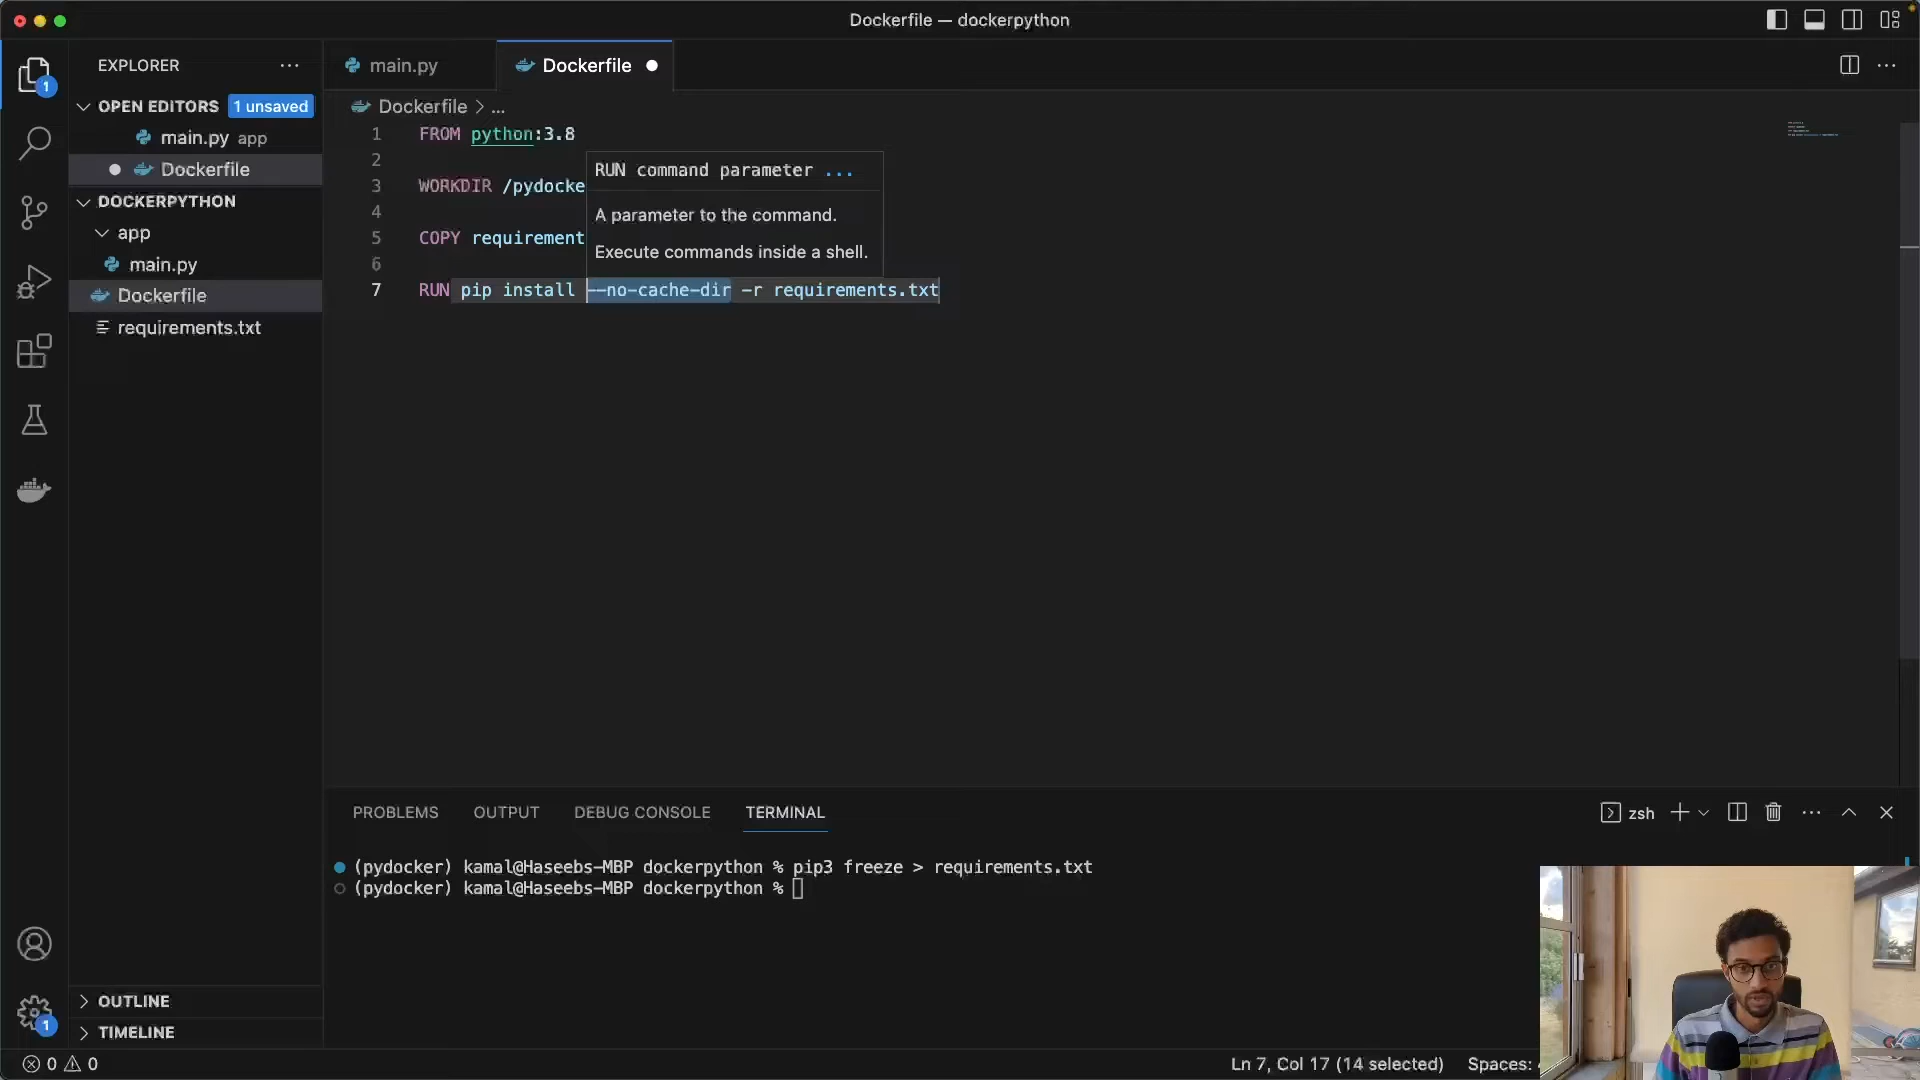 Dockerfile — dockerpython
EXPLORER
main.py
Dockerfile
1
OPEN EDITORS 1 unsaved
Dockerfile > ...
main.py app
Dockerfile
DOCKERPYTHON
app
main.py
Dockerfile
requirements.txt
1 FROM python:3.8
2
3 WORKDIR /pydocke
4
5 COPY requirement
6
7 RUN pip install --no-cache-dir -r requirements.txt
RUN command parameter ...
A parameter to the command.
Execute commands inside a shell.
PROBLEMS OUTPUT DEBUG CONSOLE TERMINAL
zsh
(pydocker) kamal@Haseebs-MBP dockerpython % pip3 freeze > requirements.txt
(pydocker) kamal@Haseebs-MBP dockerpython %
OUTLINE
1
TIMELINE
0 0
Ln 7, Col 17 (14 selected) Spaces: